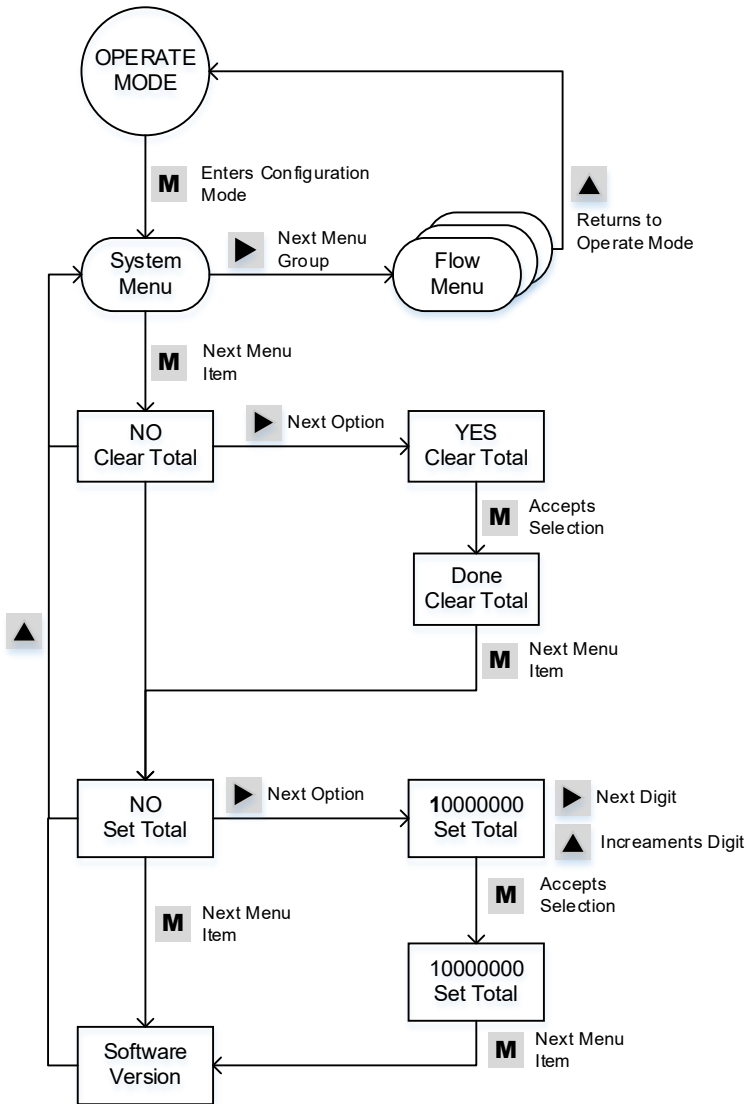 OPERATE
MODE
M
Enters Configuration
Mode
System
Menu
Next Menu
Group
Flow
Menu
Returns to
Operate Mode
M
Next Menu
Item
NO
Clear Total
Next Option
YES
Clear Total
M
Accepts
Selection
Done
Clear Total
M
Next Menu
Item
NO
Set Total
Next Option
10000000
Set Total
Next Digit
Increaments Digit
M
Accepts
Selection
M
Next Menu
Item
10000000
Set Total
M
Next Menu
Item
Software
Version